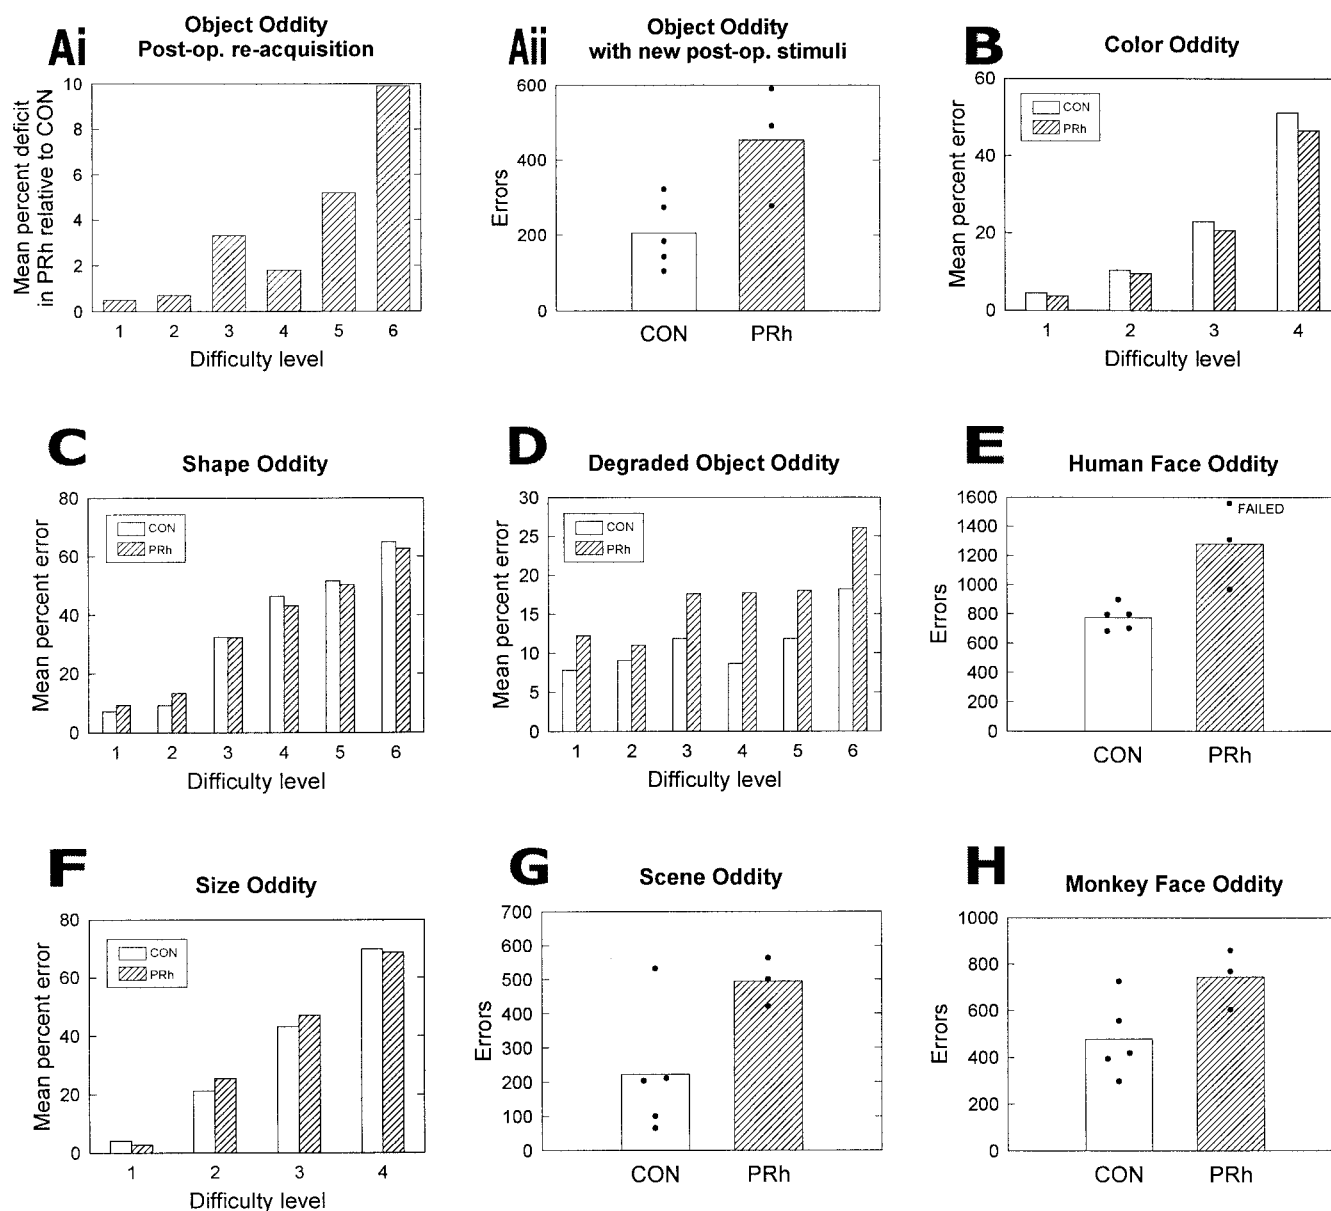 Ai
Object Oddity
Post-op. re-acquisition
Mean percent deficit
in PRh relative to CON
10
8
6
4
2
0
1 2 3 4 5 6
Difficulty level
Aii
Object Oddity
with new post-op. stimuli
Errors
600
400
200
0
CON PRh
B
Color Oddity
Mean percent error
60
40
20
0
CON
PRh
1 2 3 4
Difficulty level
C
Shape Oddity
Mean percent error
80
60
40
20
0
CON
PRh
1 2 3 4 5 6
Difficulty level
D
Degraded Object Oddity
Mean percent error
30
25
20
15
10
5
0
CON
PRh
1 2 3 4 5 6
Difficulty level
E
Human Face Oddity
Errors
1600
1400
1200
1000
800
600
400
200
0
FAILED
CON PRh
F
Size Oddity
Mean percent error
80
60
40
20
0
CON
PRh
1 2 3 4
Difficulty level
G
Scene Oddity
Errors
700
600
500
400
300
200
100
0
CON PRh
H
Monkey Face Oddity
Errors
1000
800
600
400
200
0
CON PRh